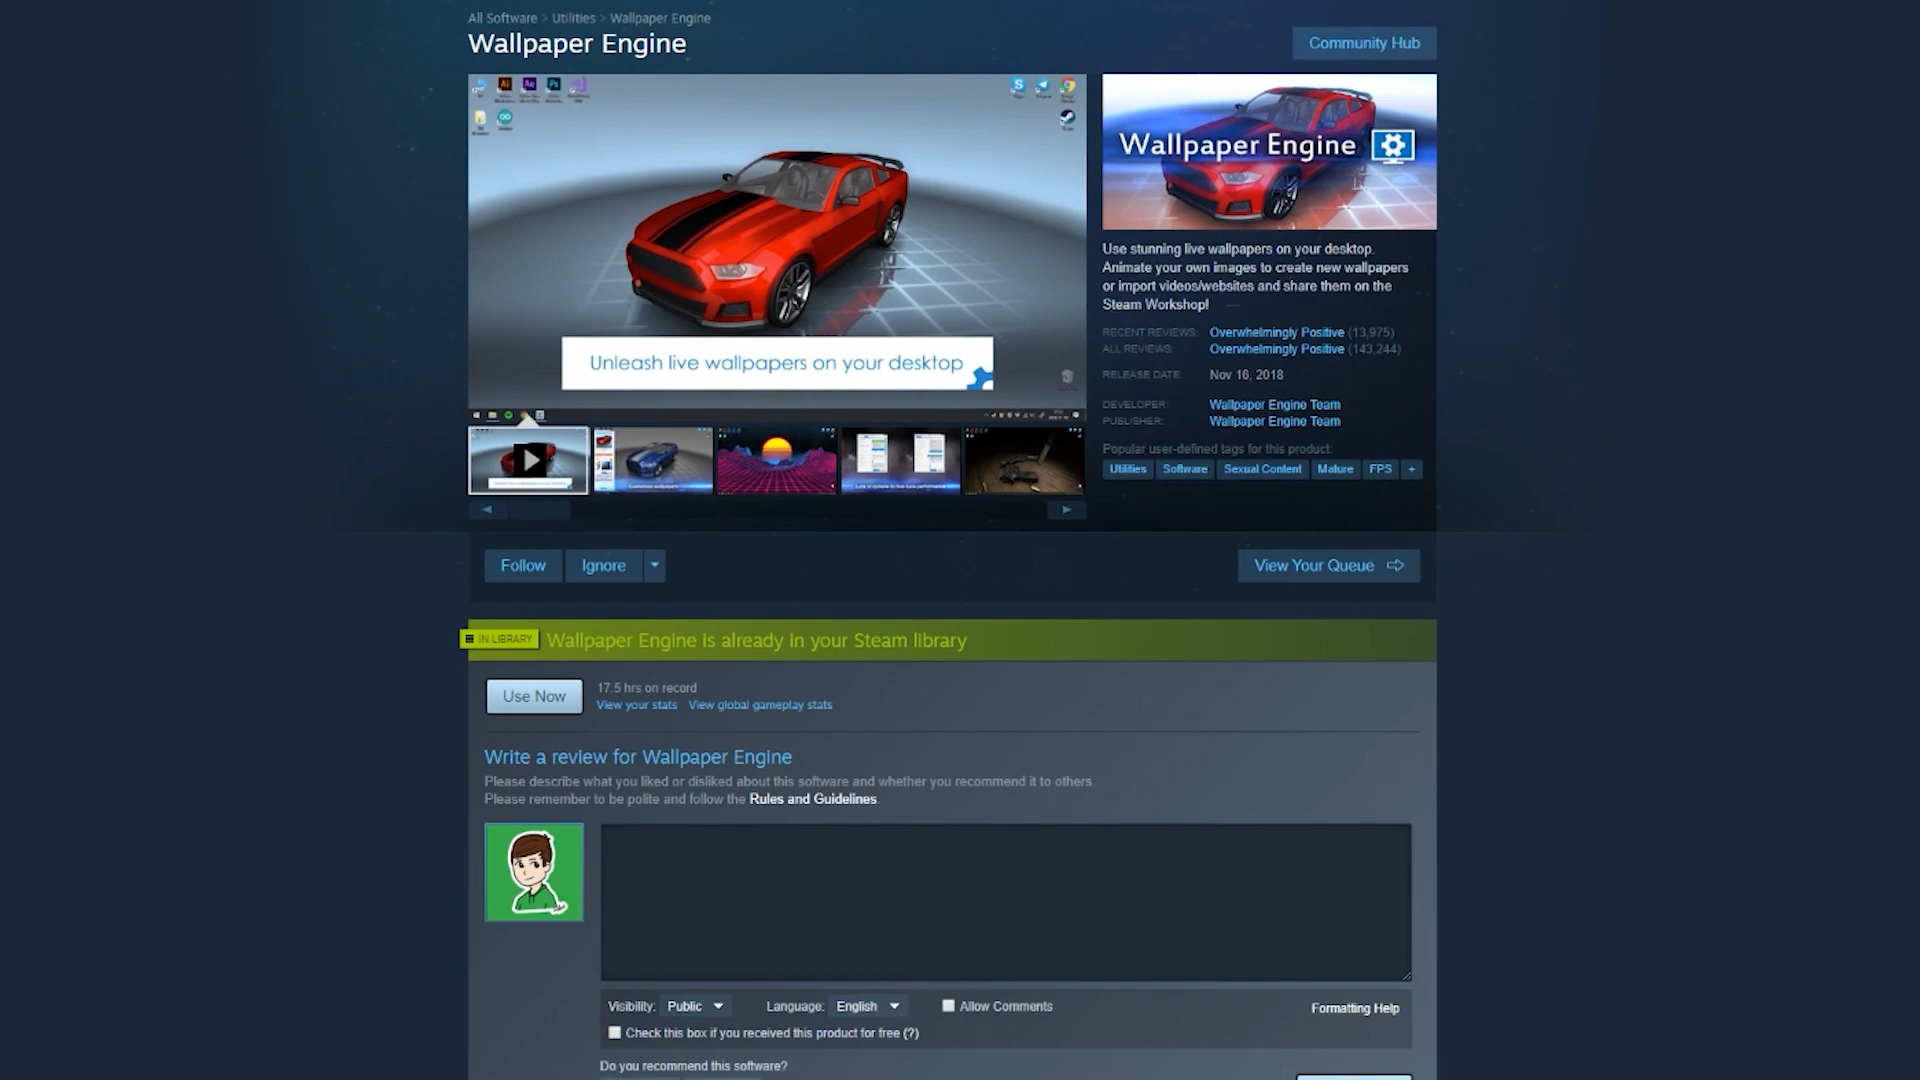 All Software > Utilities > Wallpaper Engine
Wallpaper Engine
Community Hub
Ai
Ae
Ps
Unleash live wallpapers on your desktop
Wallpaper Engine
Use stunning live wallpapers on your desktop.
Animate your own images to create new wallpapers
or import videos/websites and share them on the
Steam Workshop!
RECENT REVIEWS: Overwhelmingly Positive (13,975)
ALL REVIEWS: Overwhelmingly Positive (143,244)
RELEASE DATE: Nov 16, 2018
DEVELOPER: Wallpaper Engine Team
PUBLISHER: Wallpaper Engine Team
Popular user-defined tags for this product:
Utilities Software Sexual Content Mature FPS +
Follow Ignore View Your Queue
IN LIBRARY Wallpaper Engine is already in your Steam library
Use Now
17.5 hrs on record
View your stats View global gameplay stats
Write a review for Wallpaper Engine
Please describe what you liked or disliked about this software and whether you recommend it to others.
Please remember to be polite and follow the Rules and Guidelines.
Visibility: Public Language: English Allow Comments Formatting Help
Check this box if you received this product for free (?)
Do you recommend this software?